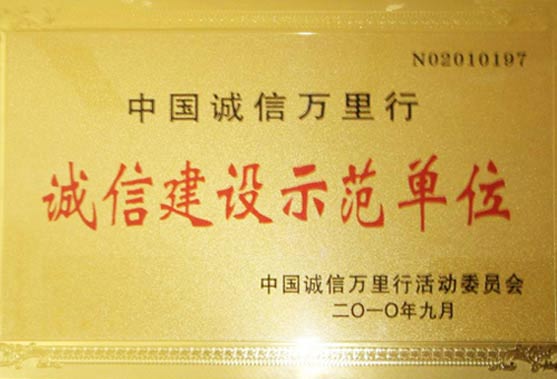 N02010197
中国诚信万里行
诚信建设示范单位
中国诚信万里行活动委员会
二〇一〇年九月